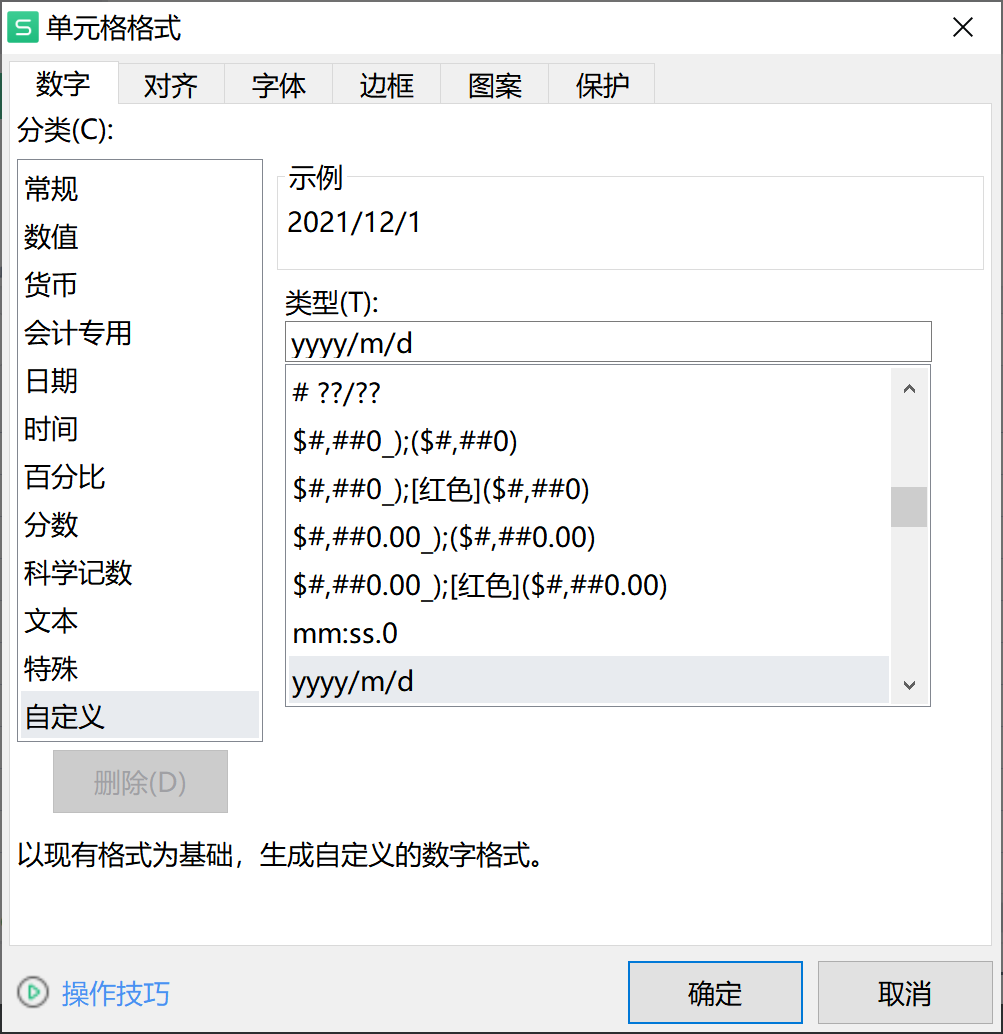 S 单元格格式
数字 对齐 字体 边框 图案 保护
分类(C):
常规
数值
货币
会计专用
日期
时间
百分比
分数
科学记数
文本
特殊
自定义
删除(D)
示例
2021/12/1
类型(T):
yyyy/m/d
# ??/??
$#,##0_);($#,##0)
$#,##0_);[红色]($#,##0)
$#,##0.00_);($#,##0.00)
$#,##0.00_);[红色]($#,##0.00)
mm:ss.0
yyyy/m/d
以现有格式为基础，生成自定义的数字格式。
操作技巧 确定 取消